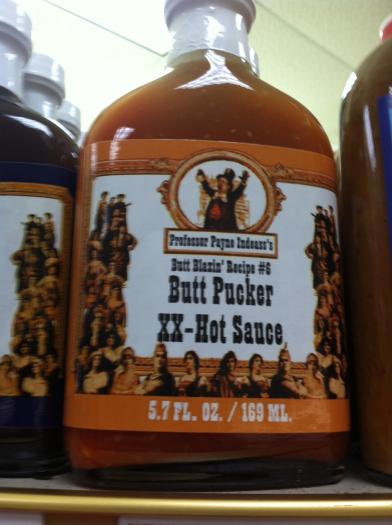 Professor Payne Indeass's
Butt Blazin' Recipe #6
Butt Pucker
XX-Hot Sauce
5.7 FL. OZ. / 169 ML.